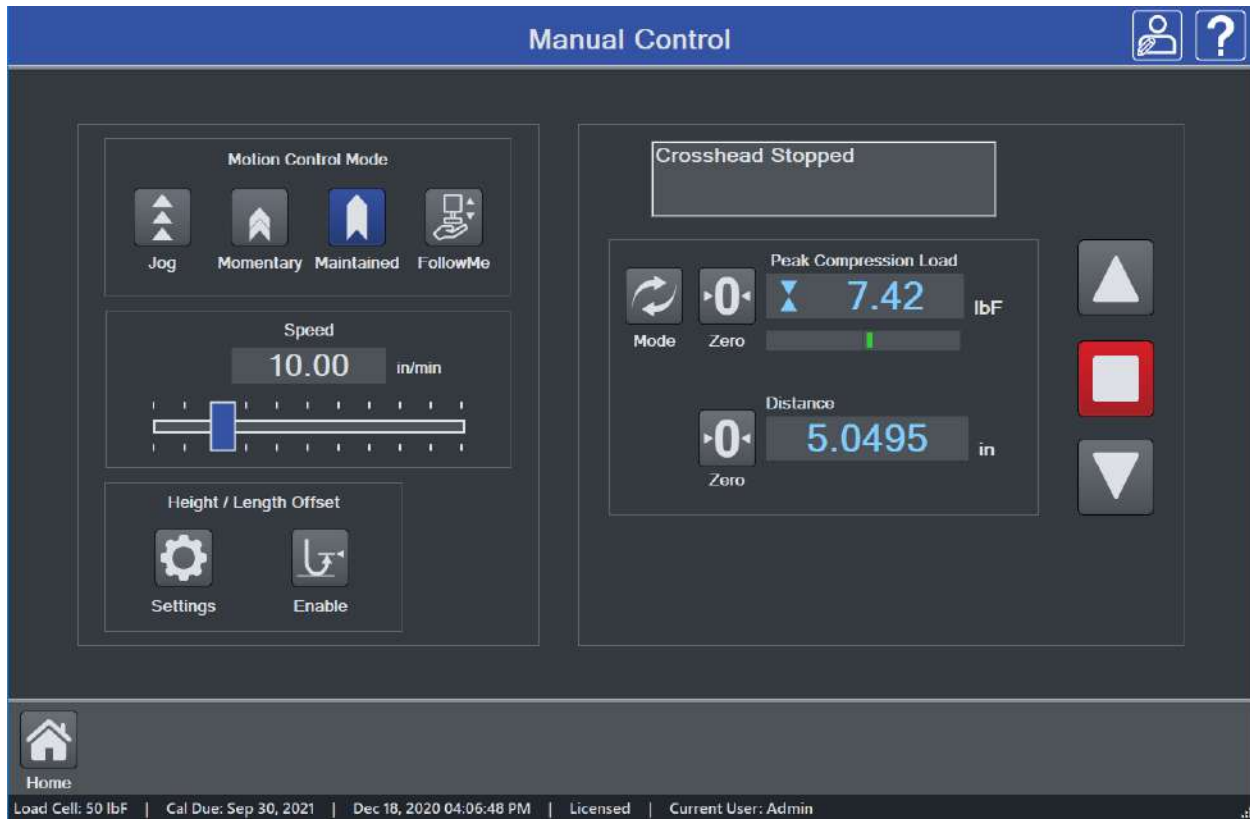 Manual Control
?
Motion Control Mode
Jog
Momentary
Maintained
FollowMe
Speed
10.00 in/min
Height / Length Offset
Settings
Enable
Crosshead Stopped
Peak Compression Load
0 7.42 lbF
Mode
Zero
Distance
0 5.0495 in
Zero
Home
Load Cell: 50 lbF | Cal Due: Sep 30, 2021 | Dec 18, 2020 04:06:48 PM | Licensed | Current User: Admin